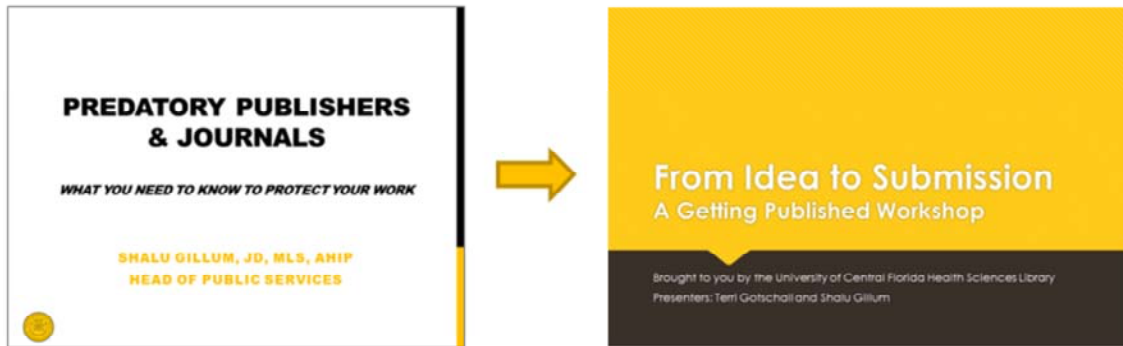 PREDATORY PUBLISHERS
& JOURNALS
WHAT YOU NEED TO KNOW TO PROTECT YOUR WORK
SHALU GILLUM, JD, MLS, AHIP
HEAD OF PUBLIC SERVICES
From Idea to Submission
A Getting Published Workshop
Brought to you by the University of Central Florida Health Sciences Library
Presenters: Terri Gotschall and Shalu Gillum